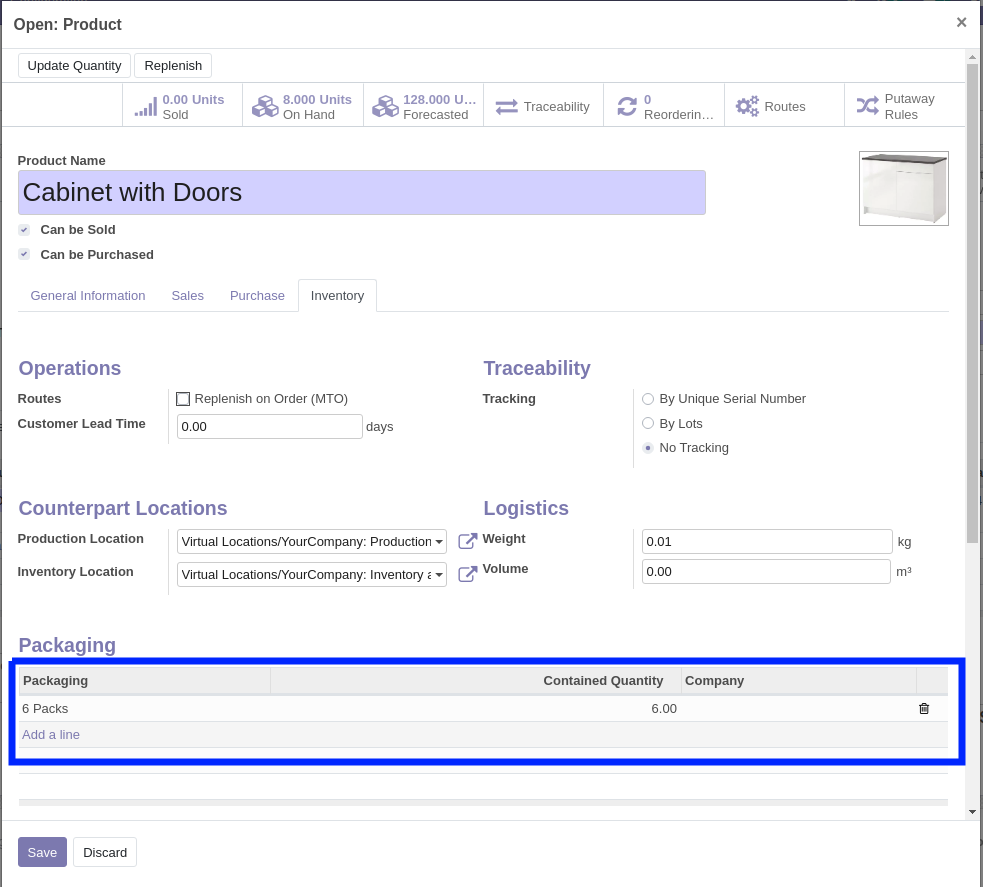 Open: Product
×
Update Quantity Replenish
0.00 Units
Sold
8.000 Units
On Hand
128.000 U...
Forecasted
Traceability
0
Reorderin...
Routes
Putaway
Rules
Product Name
Cabinet with Doors
Can be Sold
Can be Purchased
General Information Sales Purchase Inventory
Operations
Routes Replenish on Order (MTO)
Customer Lead Time 0.00 days
Traceability
Tracking By Unique Serial Number
By Lots
No Tracking
Counterpart Locations
Production Location Virtual Locations/YourCompany: Production
Inventory Location Virtual Locations/YourCompany: Inventory a
Logistics
Weight 0.01 kg
Volume 0.00 m³
Packaging
Packaging Contained Quantity Company
6 Packs 6.00
Add a line
Save Discard